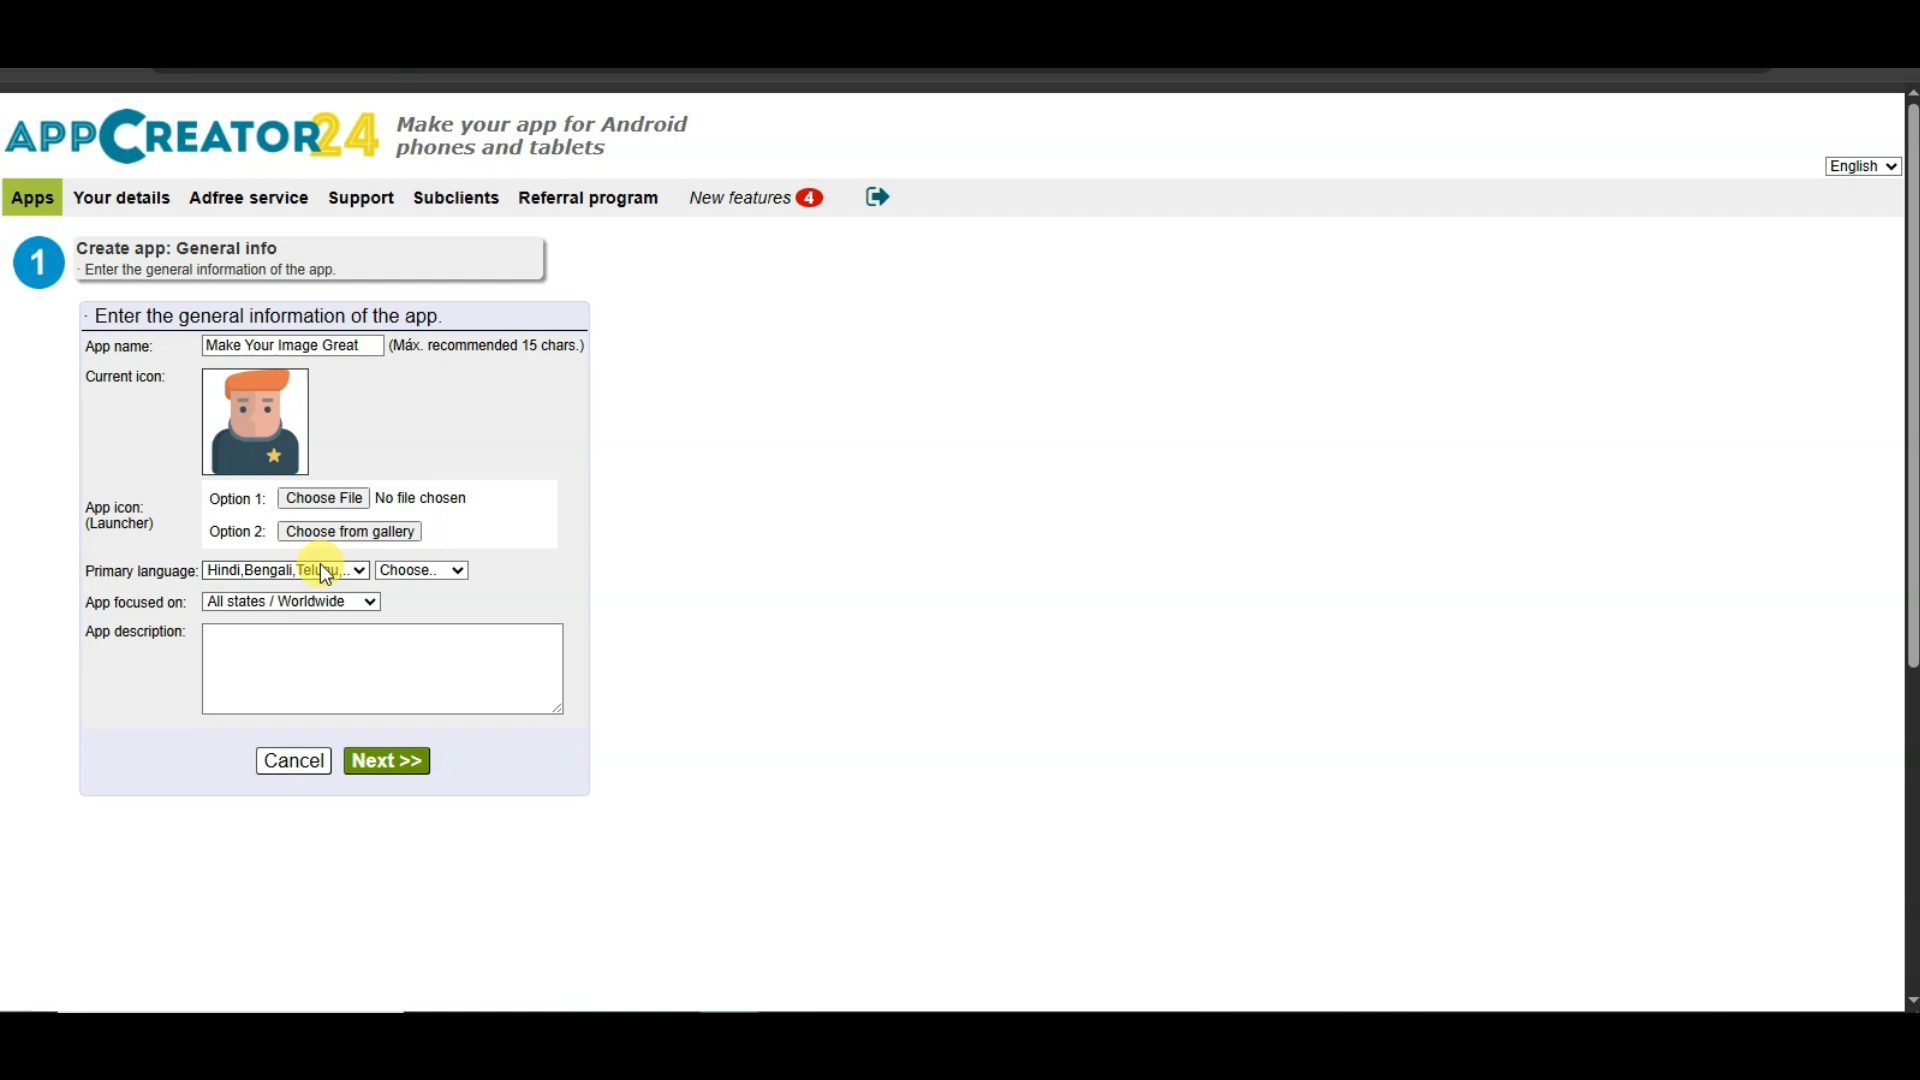 APPCREATOR24
Make your app for Android
phones and tablets
English
Apps Your details Adfree service Support Subclients Referral program New features 4
1
Create app: General info
· Enter the general information of the app.
· Enter the general information of the app.
App name: Make Your Image Great (Máx. recommended 15 chars.)
Current icon:
App icon:
(Launcher)
Option 1: Choose File No file chosen
Option 2: Choose from gallery
Primary language: Hindi,Bengali,Telugu,.. Choose..
App focused on: All states / Worldwide
App description:
Cancel Next >>